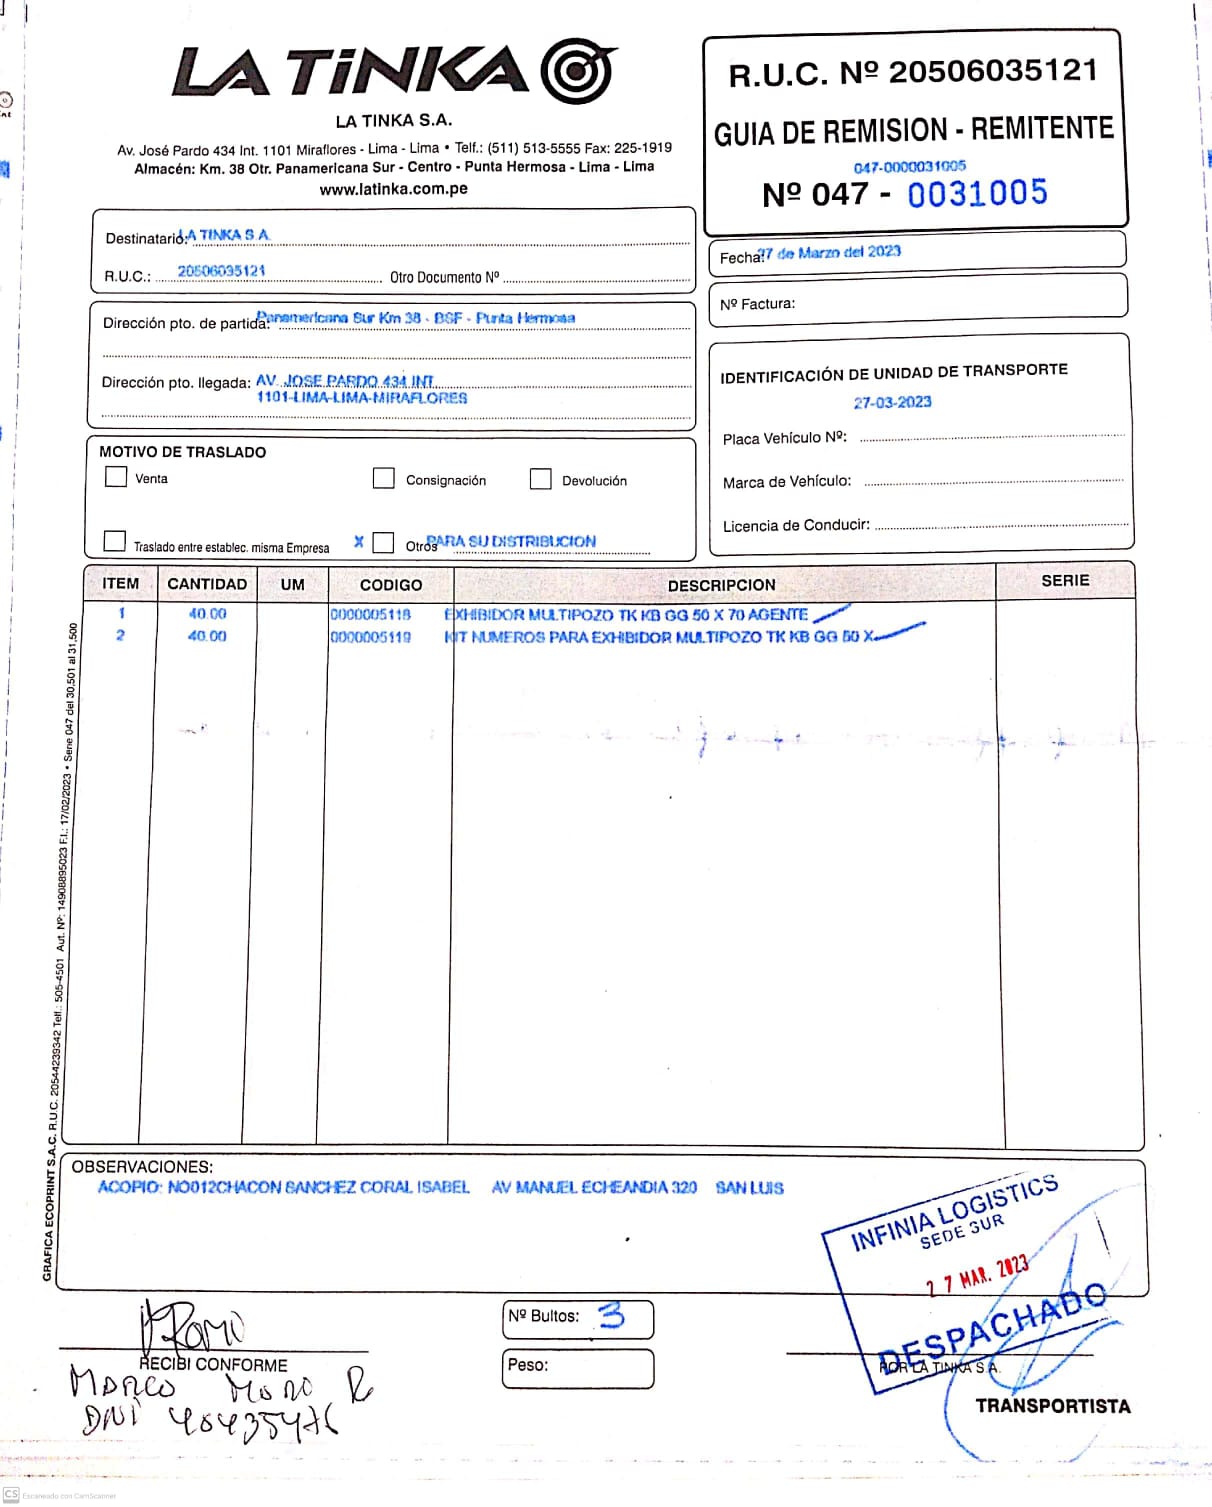 LA TiNKA
LA TINKA S.A.
Av. José Pardo 434 Int. 1101 Miraflores - Lima - Lima • Telf.: (511) 513-5555 Fax: 225-1919
Almacén: Km. 38 Otr. Panamericana Sur - Centro - Punta Hermosa - Lima - Lima
www.latinka.com.pe
R.U.C. Nº 20506035121
GUIA DE REMISION - REMITENTE
047-0000031005
Nº 047 - 0031005
Destinatario: LA TINKA S.A.
R.U.C.: 20506035121 Otro Documento Nº
Fecha: 27 de Marzo del 2023
Nº Factura:
Dirección pto. de partida: Panamericana Sur Km 38 - BSF - Punta Hermosa
Dirección pto. llegada: AV. JOSE PARDO 434 INT
1101-LIMA-LIMA-MIRAFLORES
IDENTIFICACIÓN DE UNIDAD DE TRANSPORTE
27-03-2023
Placa Vehículo Nº:
Marca de Vehículo:
Licencia de Conducir:
MOTIVO DE TRASLADO
Venta Consignación Devolución
Traslado entre establec. misma Empresa X Otros PARA SU DISTRIBUCION
ITEM CANTIDAD UM CODIGO DESCRIPCION SERIE
1 40.00 0000005118 EXHIBIDOR MULTIPOZO TK KB GG 50 X 70 AGENTE
2 40.00 0000005119 KIT NUMEROS PARA EXHIBIDOR MULTIPOZO TK KB GG 50 X
GRAFICA ECOPRINT S.A.C. R.U.C. 20544239342 Telf.: 505-4501 Aut. Nº: 14908895023 F.I.: 17/02/2023 • Serie 047 del 30,501 al 31,500
OBSERVACIONES:
ACOPIO: NO012CHACON SANCHEZ CORAL ISABEL AV MANUEL ECHEANDIA 320 SAN LUIS
INFINIA LOGISTICS
SEDE SUR
27 MAR. 2023
DESPACHADO
Nº Bultos: 3
Peso:
RECIBI CONFORME
MARCO
DNI
POR LA TINKA S.A.
TRANSPORTISTA
CS Escaneado con CamScanner